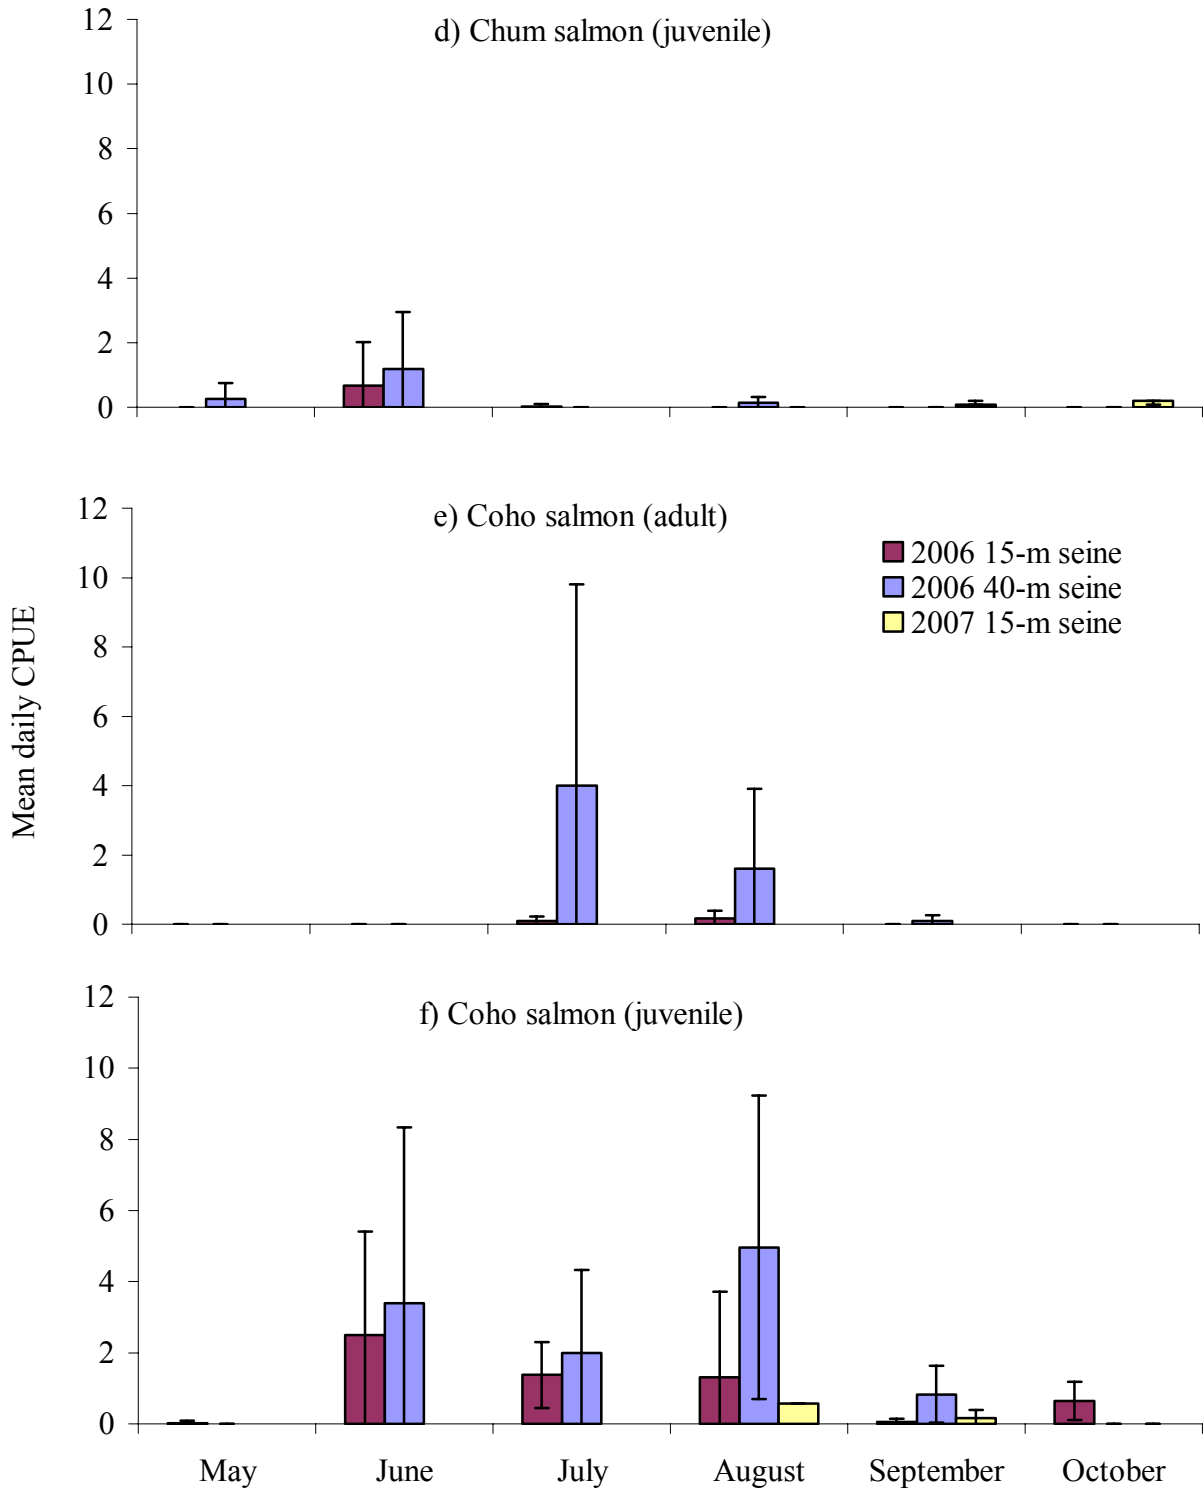 d) Chum salmon (juvenile)
12
10
8
6
4
2
0
Mean daily CPUE
e) Coho salmon (adult)
12
10
8
6
4
2
0
2006 15-m seine
2006 40-m seine
2007 15-m seine
f) Coho salmon (juvenile)
12
10
8
6
4
2
0
May June July August September October